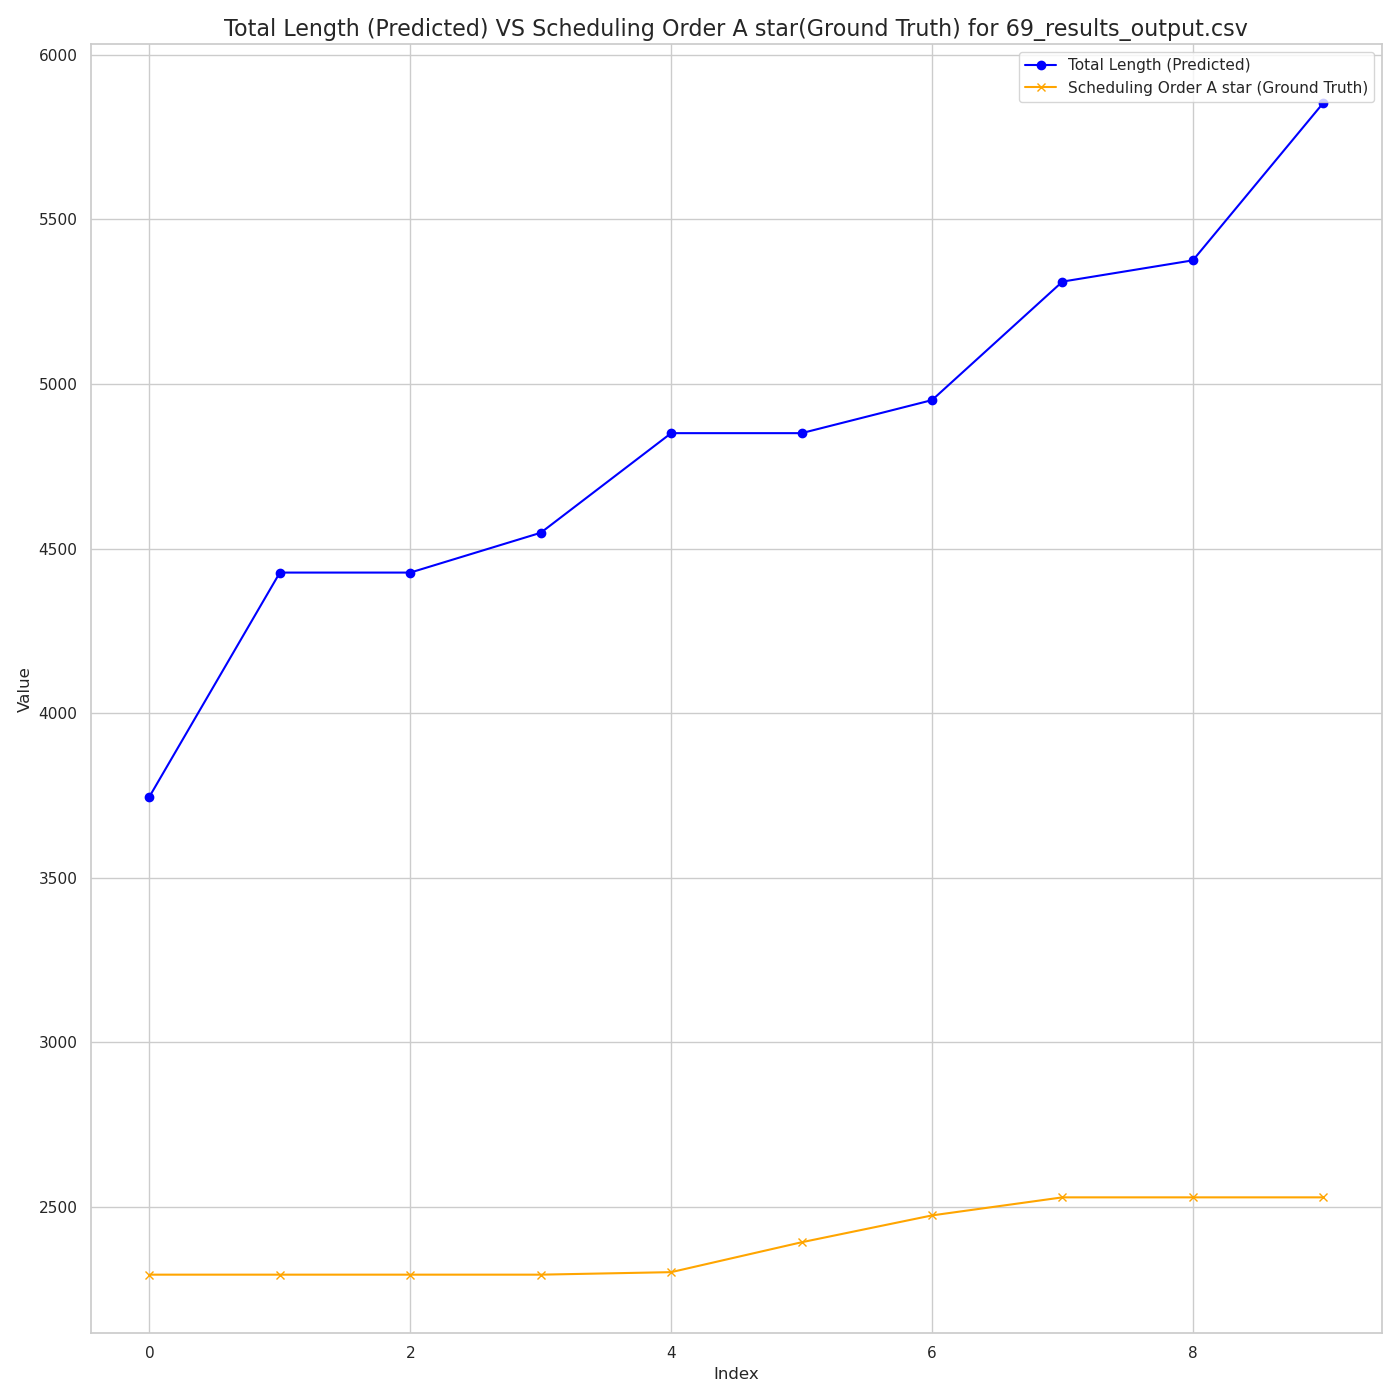 Total Length (Predicted) VS Scheduling Order A star(Ground Truth) for 69_results_output.csv
Total Length (Predicted)
Scheduling Order A star (Ground Truth)
6000
5500
5000
4500
4000
3500
3000
2500
Value
0 2 4 6 8
Index